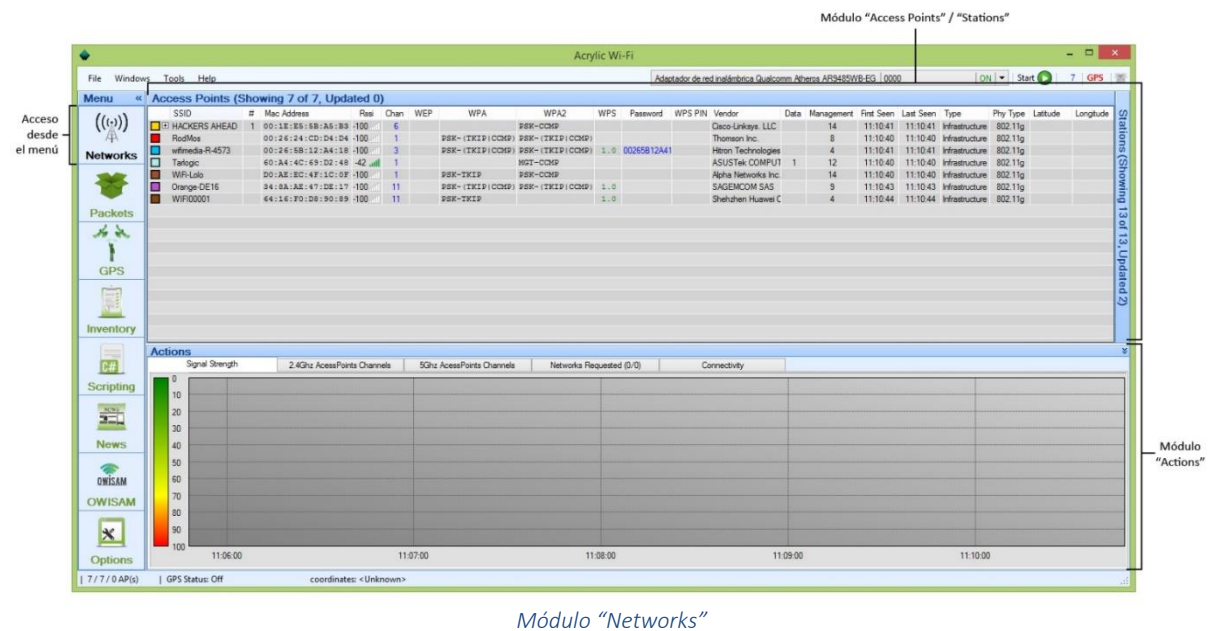 Módulo “Access Points” / “Stations”
Acrylic Wi-Fi
File Windows Tools Help
Adaptador de red inalámbrica Qualcomm Atheros AR9485WB-EG 0000 ON Start 7 GPS
Menu «
Access Points (Showing 7 of 7, Updated 0)
SSID # Mac Address Rssi Chan WEP WPA WPA2 WPS Password WPS PIN Vendor Data Management First Seen Last Seen Type Phy Type Latitude Longitude
HACKERS AHEAD 1 00:1E:E5:5B:A5:B3 -100 6 PSK-CCMP Cisco-Linksys. LLC 14 11:10:41 11:10:41 Infrastructure 802.11g
RodMos 00:26:24:CD:D4:D4 -100 1 PSK-(TKIP|CCMP) PSK-(TKIP|CCMP) Thomson Inc. 8 11:10:40 11:10:40 Infrastructure 802.11g
wifimedia-R-4573 00:26:5B:12:A4:18 -100 3 PSK-(TKIP|CCMP) PSK-(TKIP|CCMP) 1.0 00265B12A41 Hitron Technologies 4 11:10:41 11:10:41 Infrastructure 802.11g
Tarlogic 60:A4:4C:69:D2:48 -42 1 MGT-CCMP ASUSTek COMPUT 1 12 11:10:40 11:10:40 Infrastructure 802.11g
WiFi-Lolo D0:AE:EC:4F:1C:0F -100 1 PSK-TKIP PSK-CCMP Alpha Networks Inc. 14 11:10:40 11:10:40 Infrastructure 802.11g
Orange-DE16 34:8A:AE:47:DE:17 -100 11 PSK-(TKIP|CCMP) PSK-(TKIP|CCMP) 1.0 SAGEMCOM SAS 9 11:10:43 11:10:43 Infrastructure 802.11g
WIFI00001 64:16:F0:D8:90:89 -100 11 PSK-TKIP 1.0 Shehzhen Huawei C 4 11:10:44 11:10:44 Infrastructure 802.11g
Stations (Showing 13 of 13, Updated 2)
Acceso
desde
el menú
Networks
Packets
GPS
Inventory
C#
Scripting
NEWS
News
OWISAM
OWISAM
Options
Actions
Signal Strength 2.4Ghz AcessPoints Channels 5Ghz AcessPoints Channels Networks Requested (0/0) Connectivity
0
10
20
30
40
50
60
70
80
90
100
11:06:00 11:07:00 11:08:00 11:09:00 11:10:00
Módulo
“Actions”
7 / 7 / 0 AP(s) GPS Status: Off coordinates: <Unknown>
Módulo “Networks”